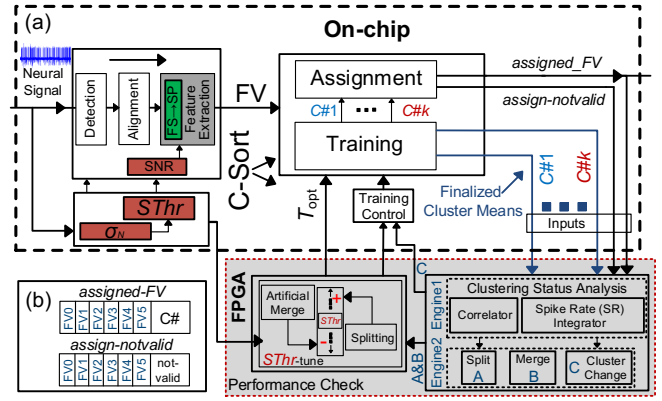 (a)
On-chip
Neural
Signal
Detection
Alignment
FS→SP
Feature
Extraction
SNR
SThr
σN
FV
C-Sort
Assignment
C#1
C#k
Training
assigned_FV
assign-notvalid
Topt
Training
Control
Finalized
Cluster Means
C#1
C#k
Inputs
(b)
assigned-FV
FV0 FV1 FV2 FV3 FV4 FV5 C#
assign-notvalid
FV0 FV1 FV2 FV3 FV4 FV5 not-
valid
FPGA
Artificial
Merge
+
SThr
-
Splitting
SThr-tune
Performance Check
C
A&B
Engine1
Engine2
Clustering Status Analysis
Correlator
Spike Rate (SR)
Integrator
Split
A
Merge
B
C Cluster
Change